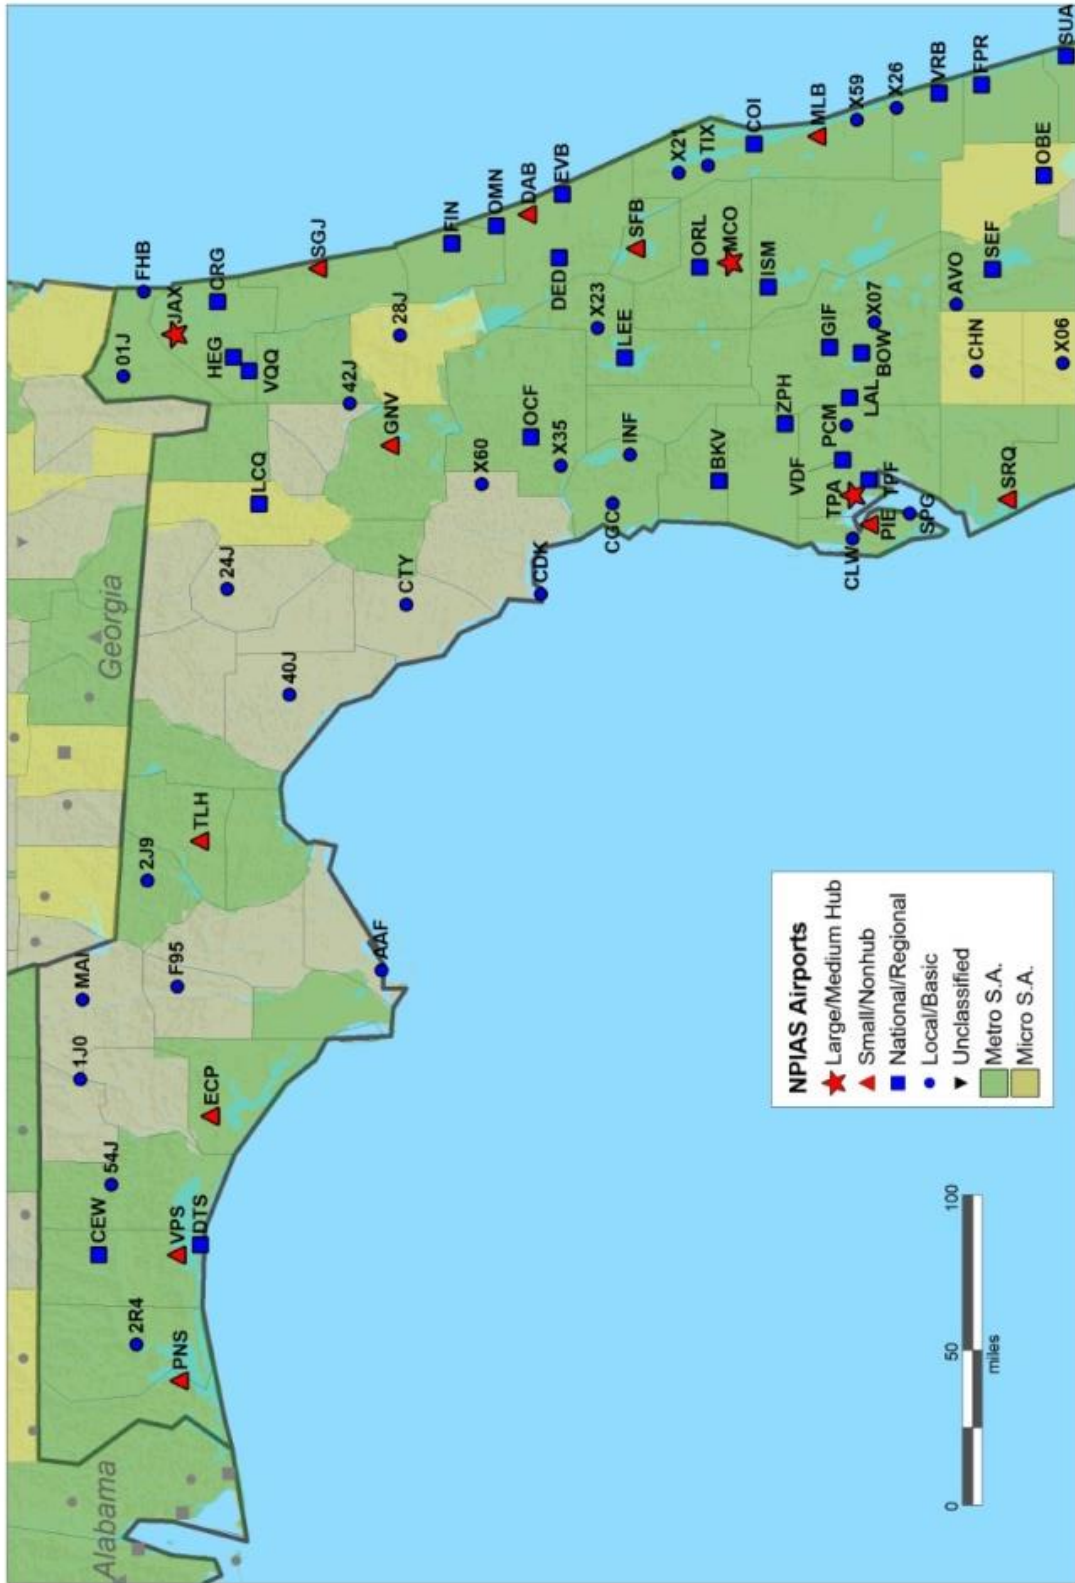 Alabama
Georgia
1J0
MAI
CEW
54J
01J
2R4
2J9
FHB
PNS
VPS
F95
JAX
DTS
ECP
TLH
24J
HEG
CRG
LCQ
VQQ
40J
SGJ
42J
AAF
GNV
28J
CTY
FIN
X60
OMN
OCF
DAB
CDK
X35
DED
EVB
X23
CGC
LEE
INF
SFB
X21
ORL
TIX
BKV
MCO
COI
ISM
ZPH
VDF
MLB
PCM
GIF
TPA
CLW
LAL
BOW
X59
X07
PIE
TPF
X26
SPG
VRB
AVO
FPR
CHN
SEF
SRQ
OBE
X06
SUA
NPIAS Airports
Large/Medium Hub
Small/Nonhub
National/Regional
Local/Basic
Unclassified
Metro S.A.
Micro S.A.
0 50 100
miles